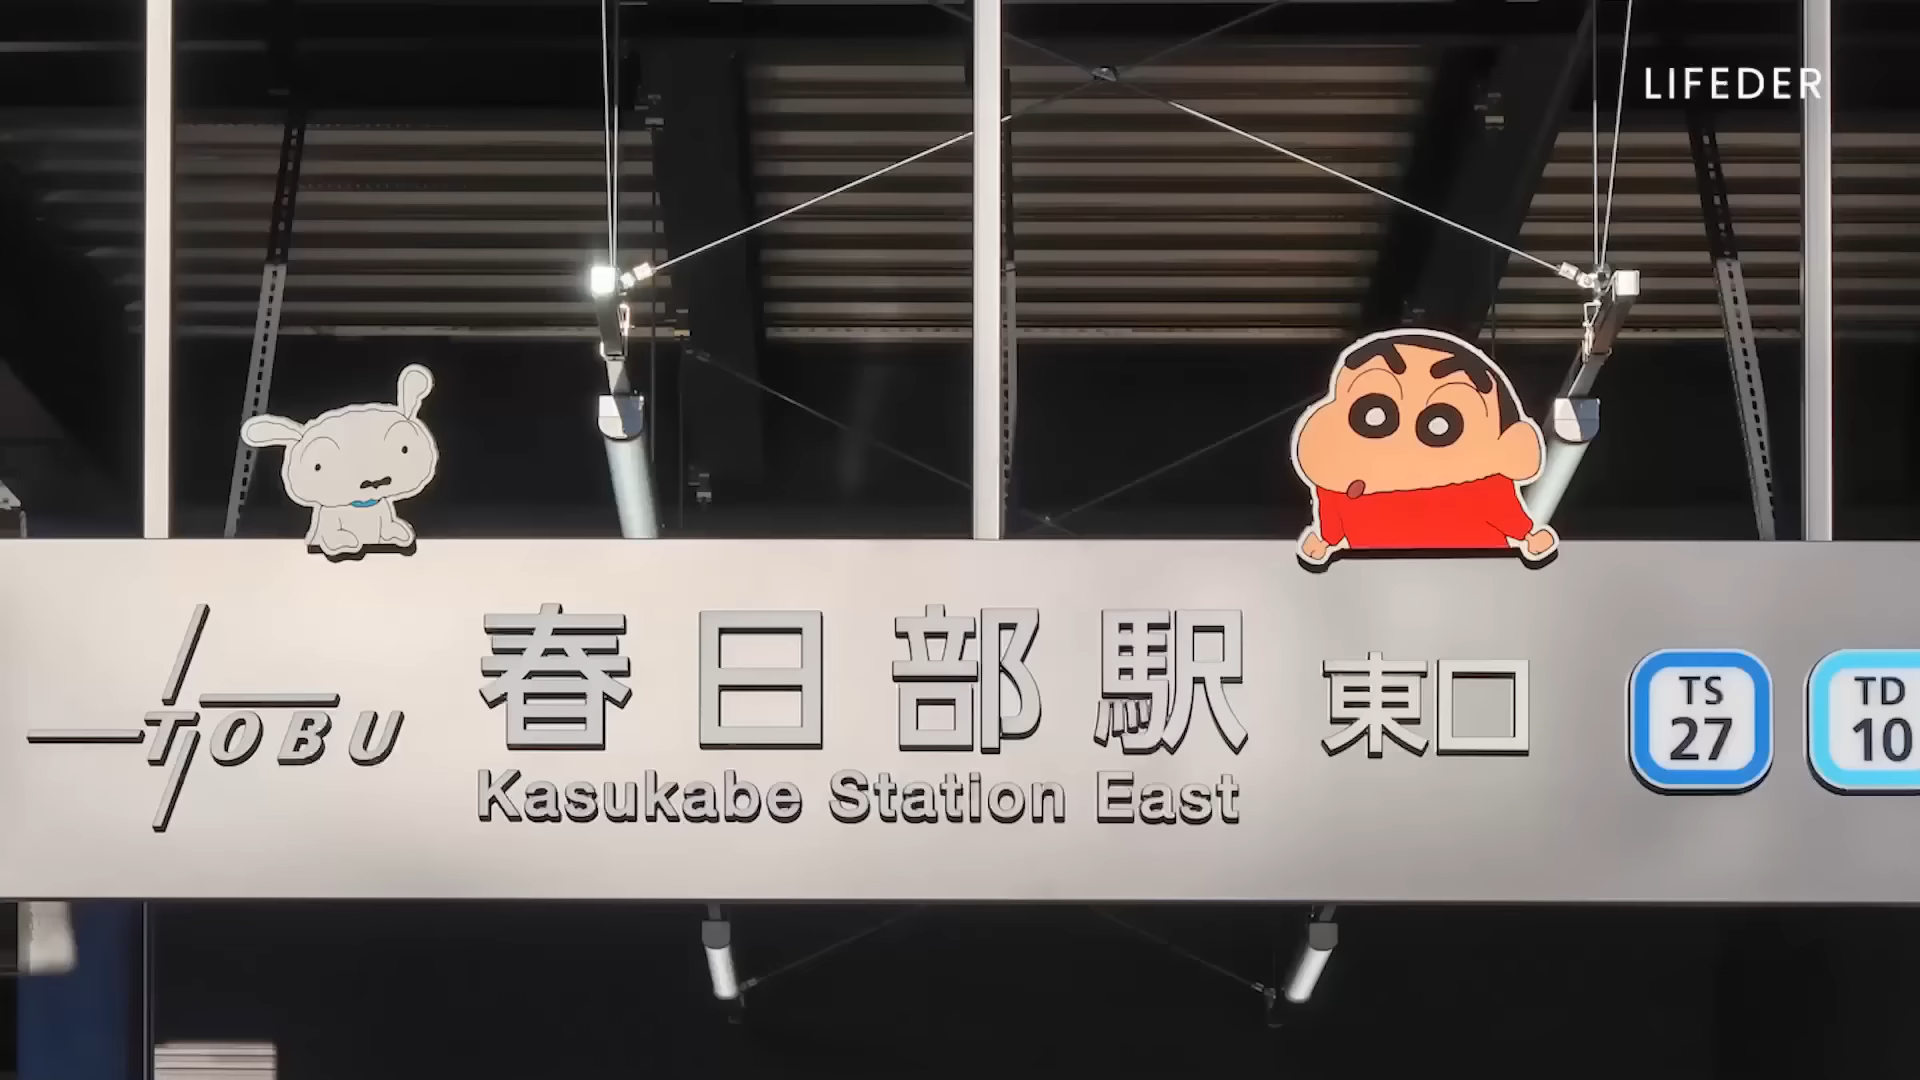 LIFEDER
TOBU
春日部駅 東口
Kasukabe Station East
TS
27
TD
10